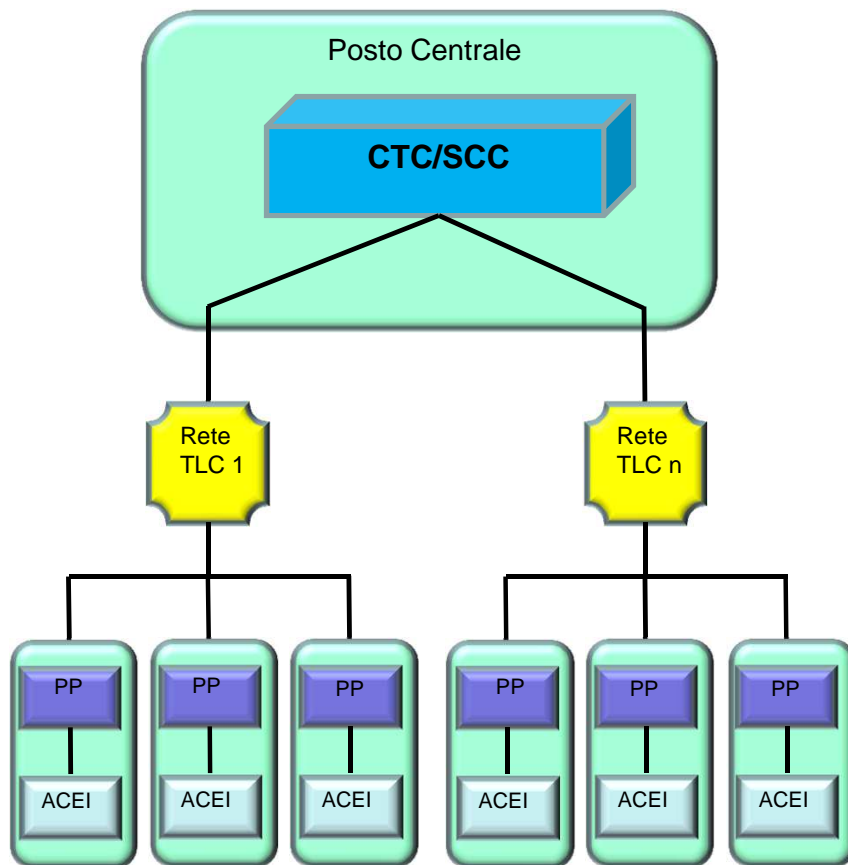 Posto Centrale
CTC/SCC
Rete
TLC 1
Rete
TLC n
PP
PP
PP
PP
PP
PP
ACEI
ACEI
ACEI
ACEI
ACEI
ACEI